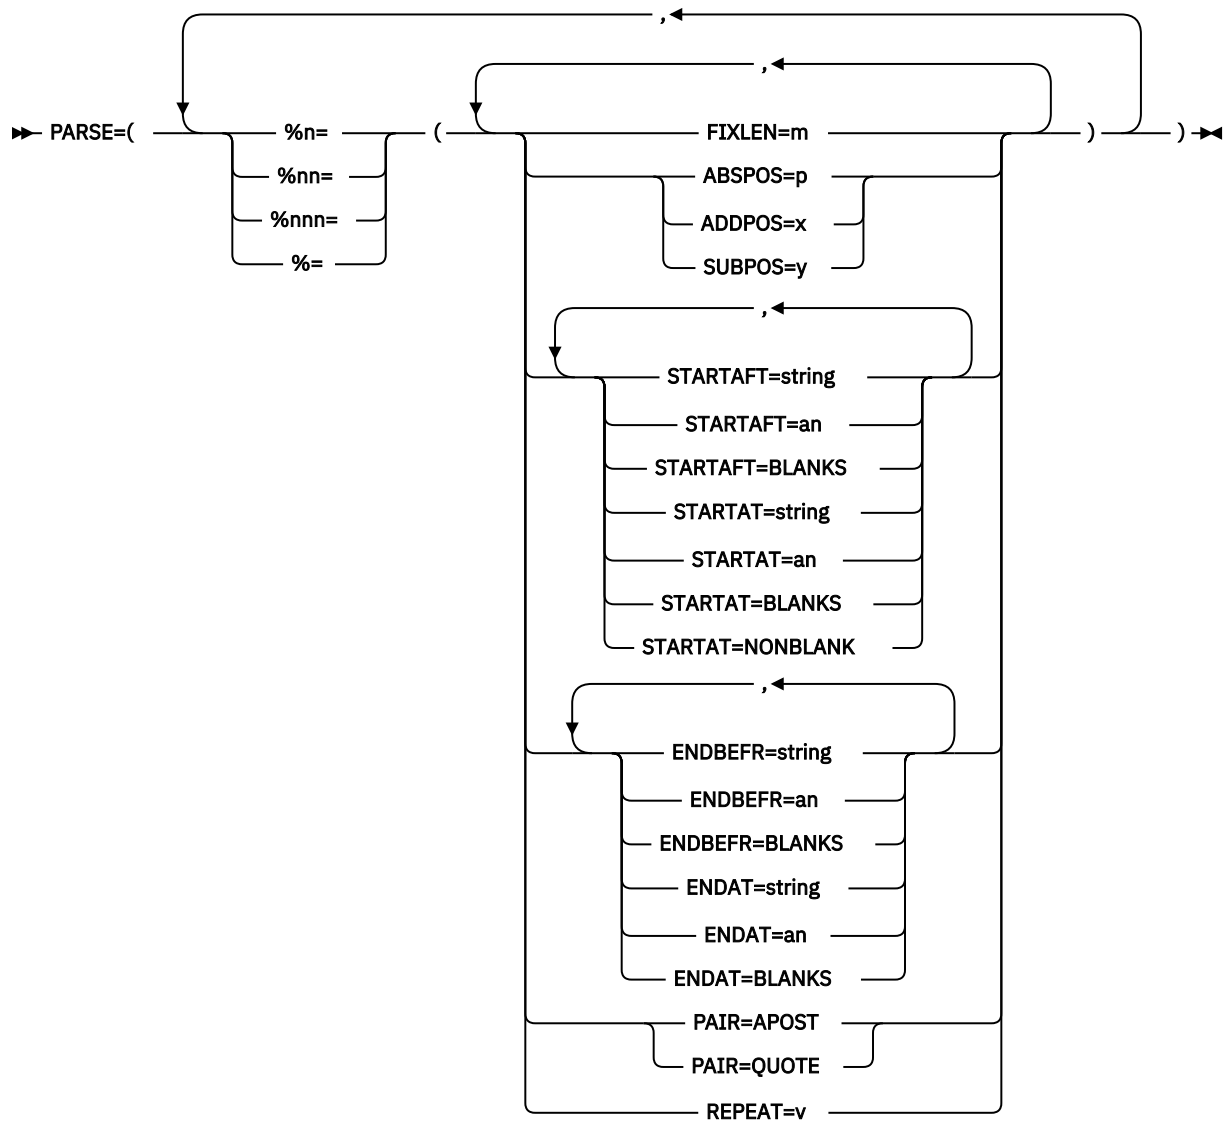 ,
,
PARSE=( %n= ( FIXLEN=m ) )
%nn= ABSPOS=p
%nnn= ADDPOS=x
%= SUBPOS=y
,
STARTAFT=string
STARTAFT=an
STARTAFT=BLANKS
STARTAT=string
STARTAT=an
STARTAT=BLANKS
STARTAT=NONBLANK
,
ENDBEFR=string
ENDBEFR=an
ENDBEFR=BLANKS
ENDAT=string
ENDAT=an
ENDAT=BLANKS
PAIR=APOST
PAIR=QUOTE
REPEAT=v